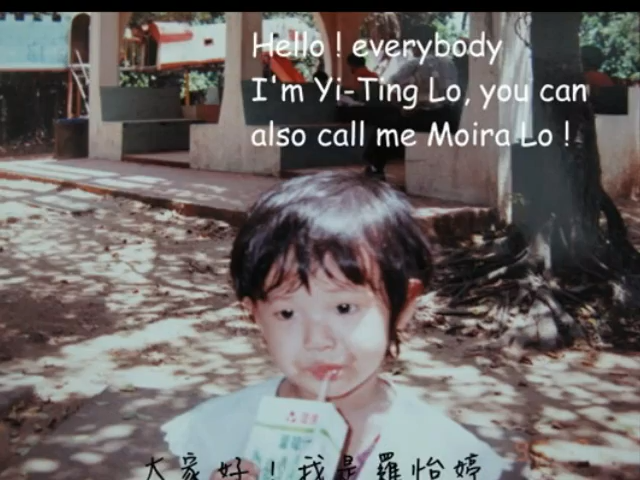 Hello ! everybody
I'm Yi-Ting Lo, you can
also call me Moira Lo !
大家好！我是羅怡婷